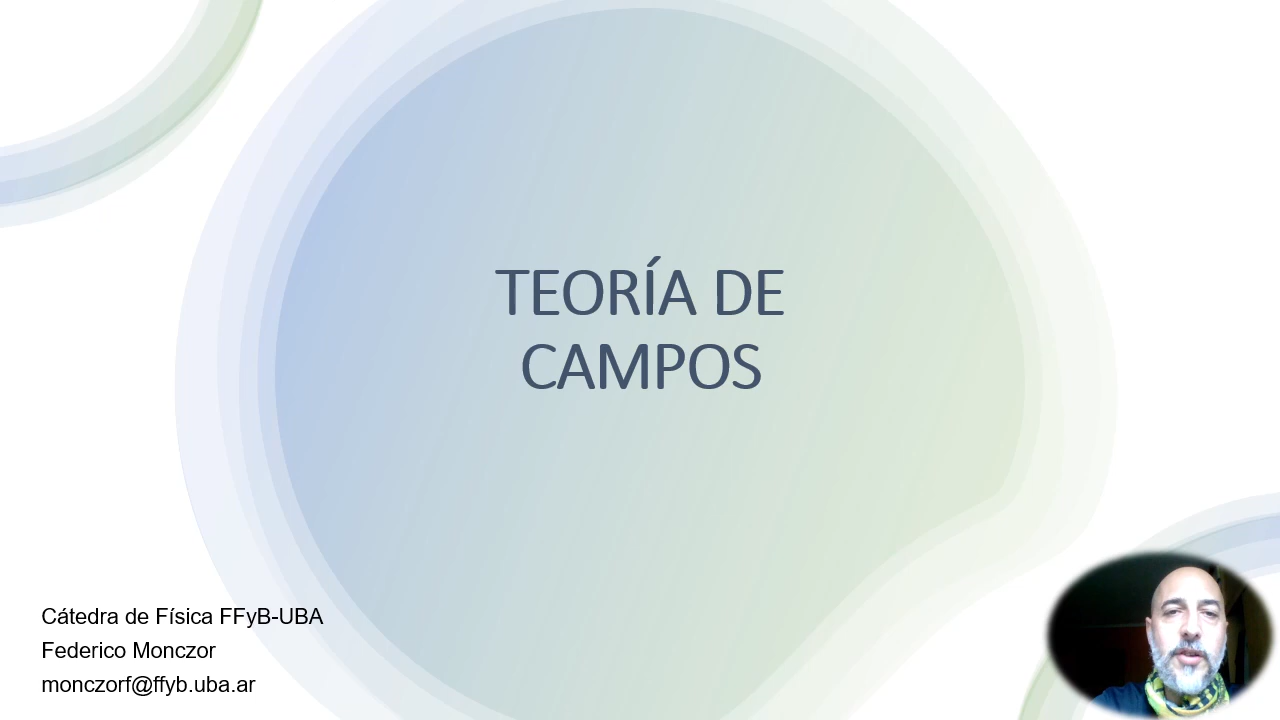 TEORÍA DE
CAMPOS
Cátedra de Física FFyB-UBA
Federico Monczor
monczorf@ffyb.uba.ar